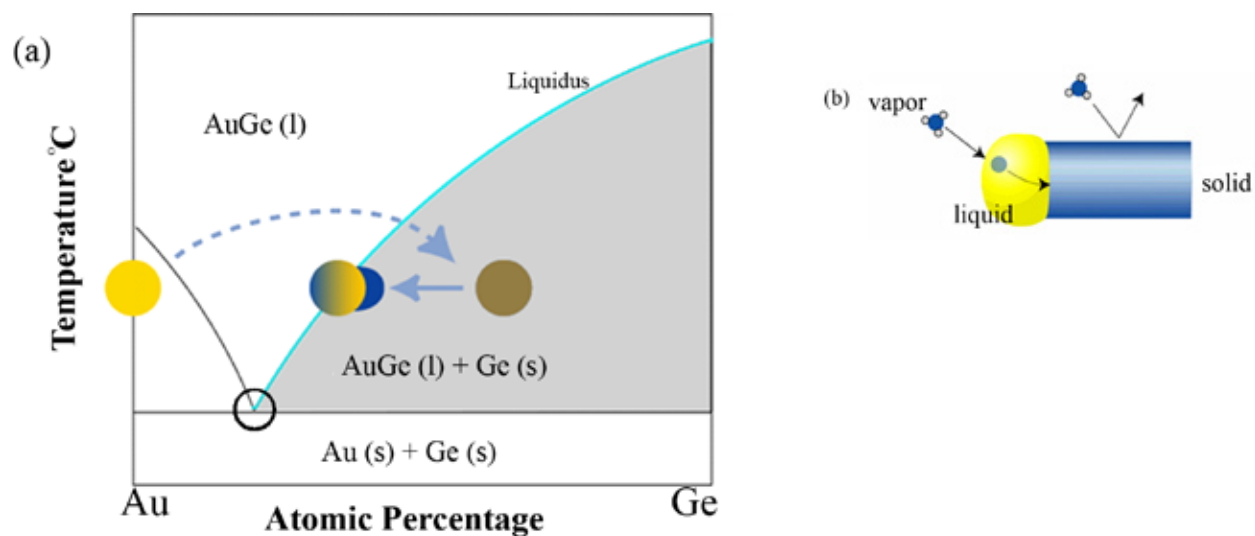 (a)
Liquidus
AuGe (l)
Temperature°C
AuGe (l) + Ge (s)
Au (s) + Ge (s)
Au
Ge
Atomic Percentage
(b)
vapor
solid
liquid